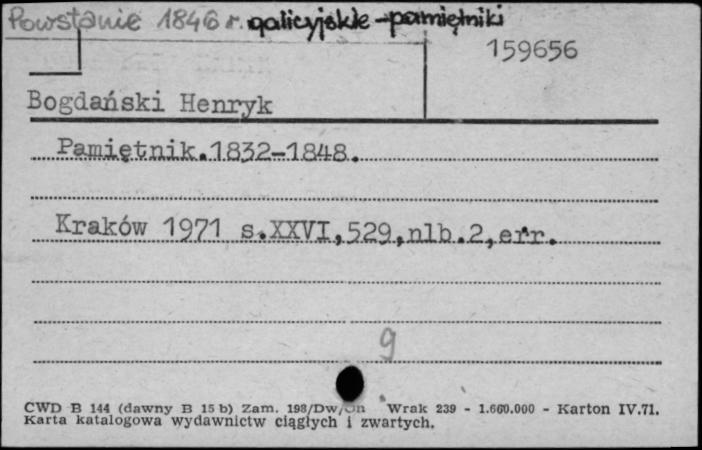 Powstanie 1846 r. galicyjskie - pamiętniki
159656
Bogdański Henryk
Pamiętnik.1832-1848.
Kraków 1971 s.XXVI,529,nlb.2,err.
9
CWD B 144 (dawny B 15 b) Zam. 198/Dw/On Wrak 239 - 1.660.000 - Karton IV.71.
Karta katalogowa wydawnictw ciągłych i zwartych.